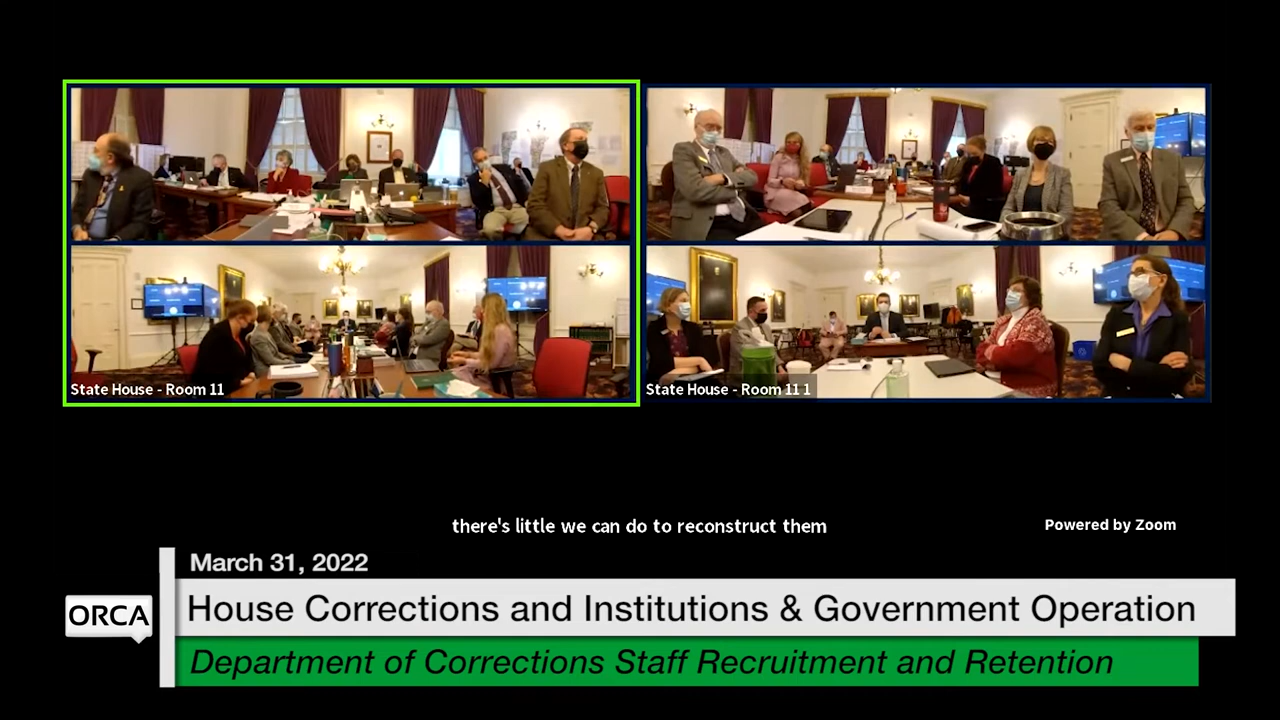 State House - Room 11
State House - Room 11 1
there's little we can do to reconstruct them
Powered by Zoom
March 31, 2022
ORCA
House Corrections and Institutions & Government Operation
Department of Corrections Staff Recruitment and Retention